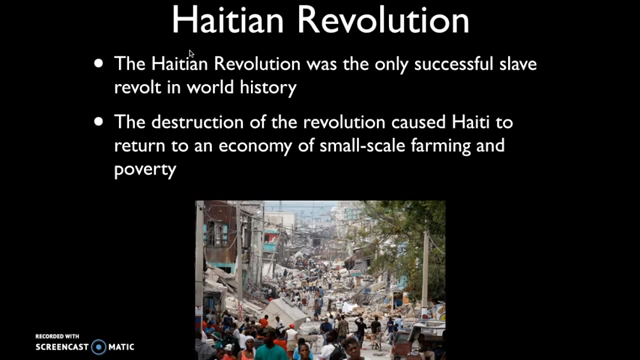 Haitian Revolution
• The Haitian Revolution was the only successful slave
revolt in world history
• The destruction of the revolution caused Haiti to
return to an economy of small-scale farming and
poverty
RECORDED WITH
SCREENCAST MATIC